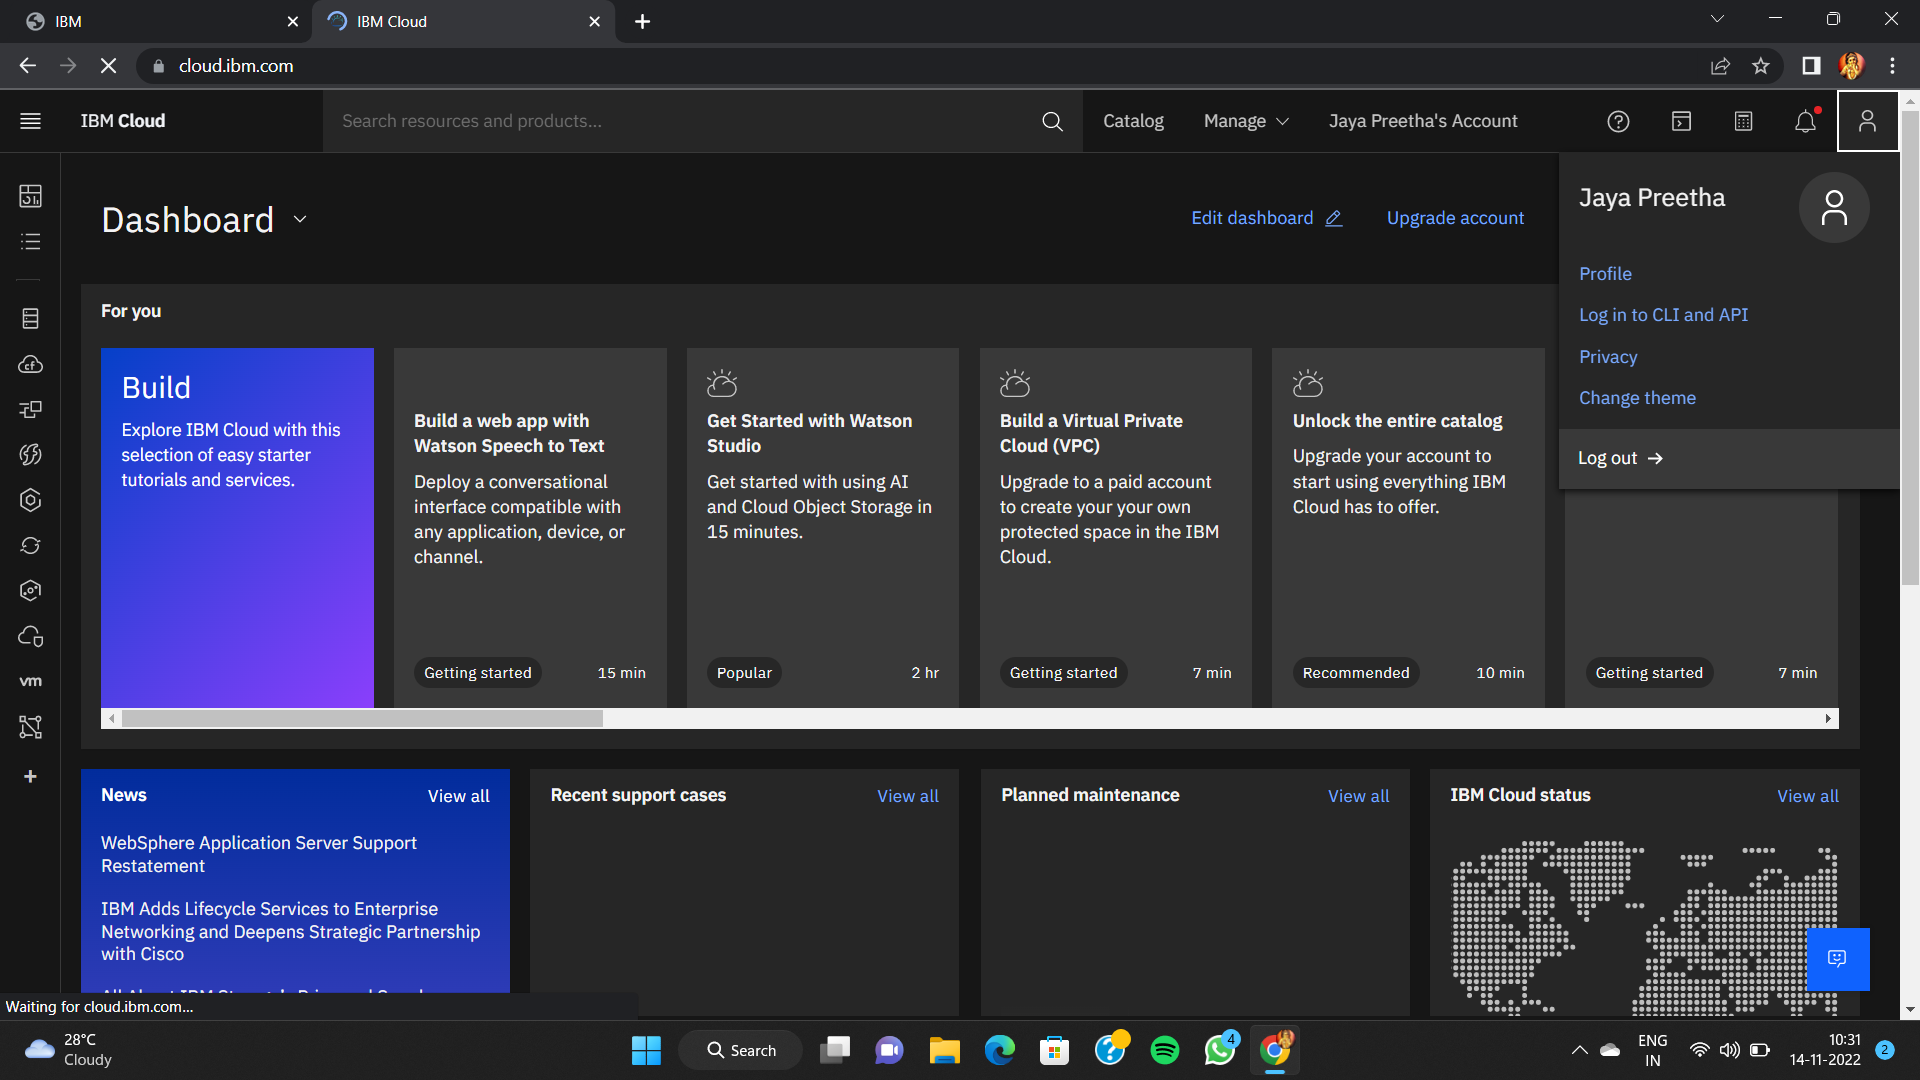 IBM
IBM Cloud
cloud.ibm.com
IBM Cloud
Search resources and products...
Catalog
Manage
Jaya Preetha's Account
Jaya Preetha
Profile
Log in to CLI and API
Privacy
Change theme
Log out
Dashboard
Edit dashboard
Upgrade account
For you
Build
Explore IBM Cloud with this
selection of easy starter
tutorials and services.
Build a web app with
Watson Speech to Text
Deploy a conversational
interface compatible with
any application, device, or
channel.
Getting started
15 min
Get Started with Watson
Studio
Get started with using AI
and Cloud Object Storage in
15 minutes.
Popular
2 hr
Build a Virtual Private
Cloud (VPC)
Upgrade to a paid account
to create your your own
protected space in the IBM
Cloud.
Getting started
7 min
Unlock the entire catalog
Upgrade your account to
start using everything IBM
Cloud has to offer.
Recommended
10 min
Getting started
7 min
cf
vm
News
View all
WebSphere Application Server Support
Restatement
IBM Adds Lifecycle Services to Enterprise
Networking and Deepens Strategic Partnership
with Cisco
Recent support cases
View all
Planned maintenance
View all
IBM Cloud status
View all
Waiting for cloud.ibm.com...
28°C
Cloudy
Search
4
ENG
IN
10:31
14-11-2022
2